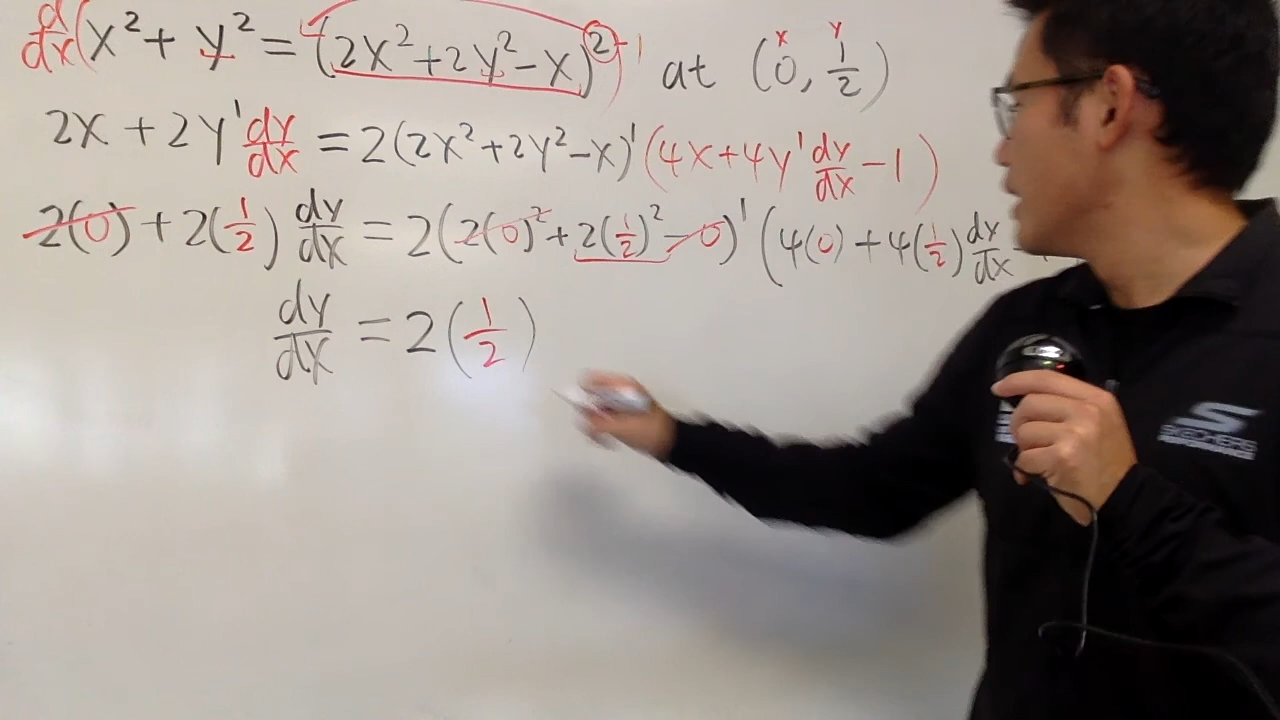 d/dx(x² + y² = (2x² + 2y² - x)²)' at (0, 1/2) x y
2x + 2y' dy/dx = 2(2x² + 2y² - x)' (4x + 4y' dy/dx - 1)
2(0) + 2(1/2) dy/dx = 2(2(0)² + 2(1/2)² - 0)' (4(0) + 4(1/2) dy/dx
dy/dx = 2(1/2)
S
SKECHERS
PERFORMANCE